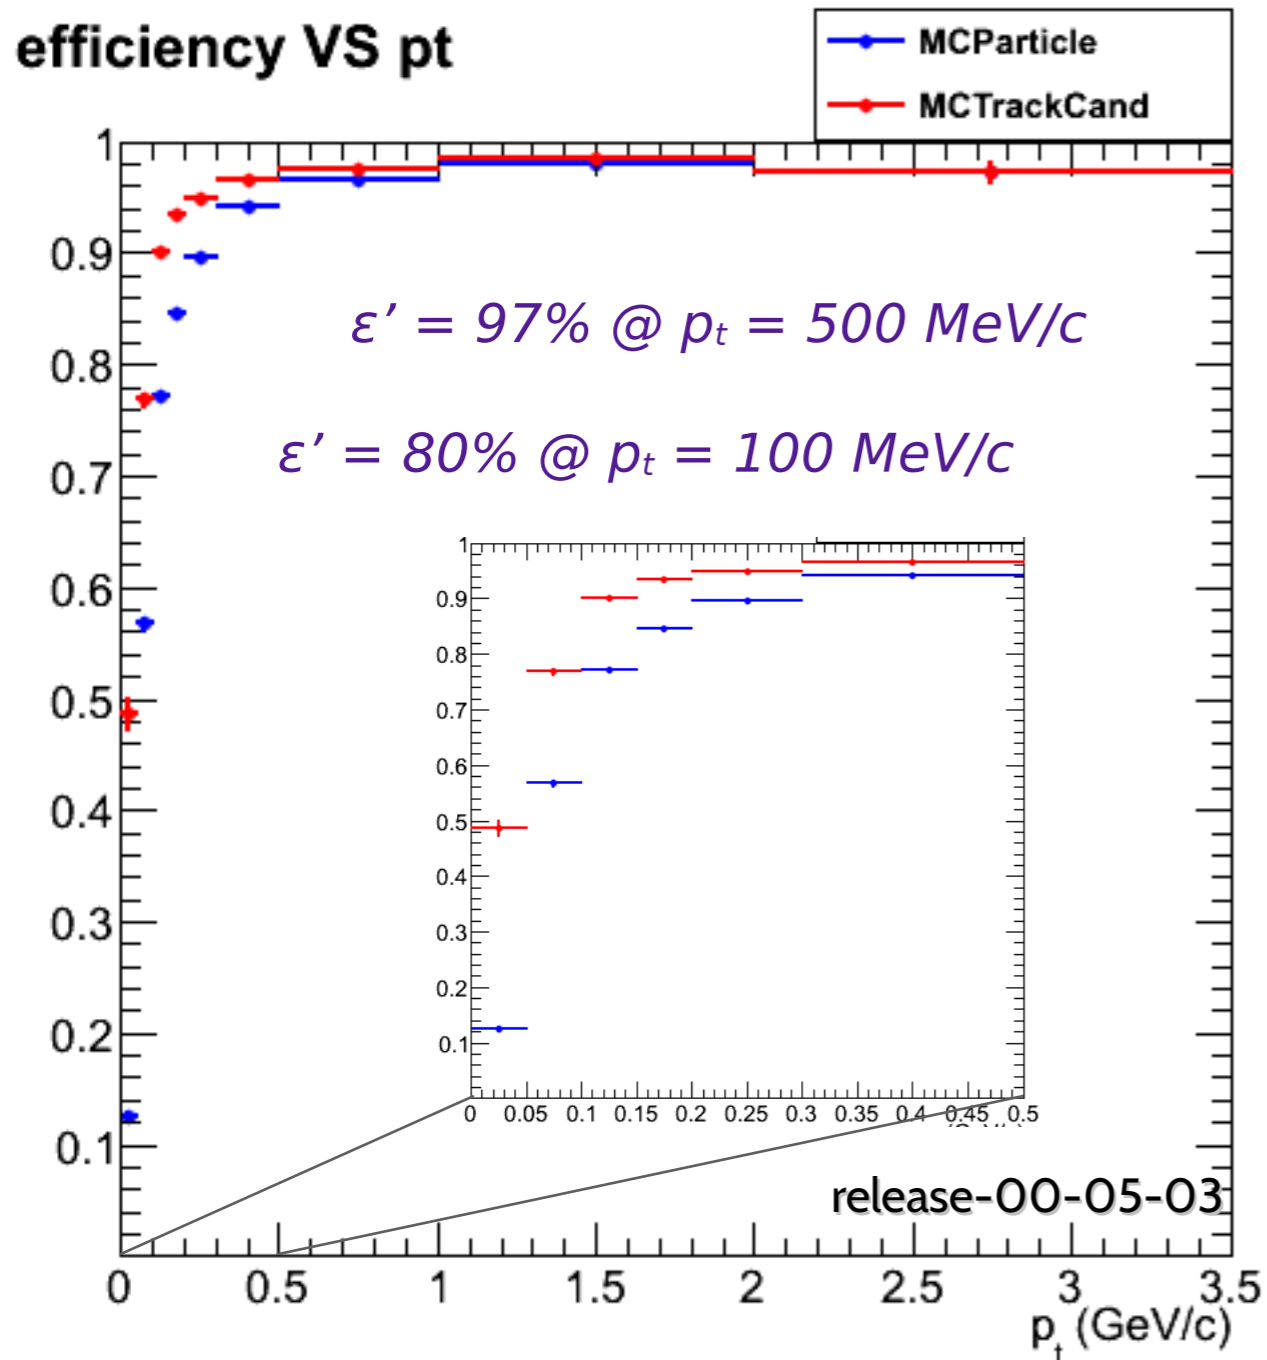 efficiency VS pt
MCParticle
MCTrackCand
1
0.9
0.8
0.7
0.6
0.5
0.4
0.3
0.2
0.1
ε’ = 97% @ pt = 500 MeV/c
ε’ = 80% @ pt = 100 MeV/c
1
0.9
0.8
0.7
0.6
0.5
0.4
0.3
0.2
0.1
0 0.05 0.1 0.15 0.2 0.25 0.3 0.35 0.4 0.45 0.5
release-00-05-03
0 0.5 1 1.5 2 2.5 3 3.5
pt (GeV/c)